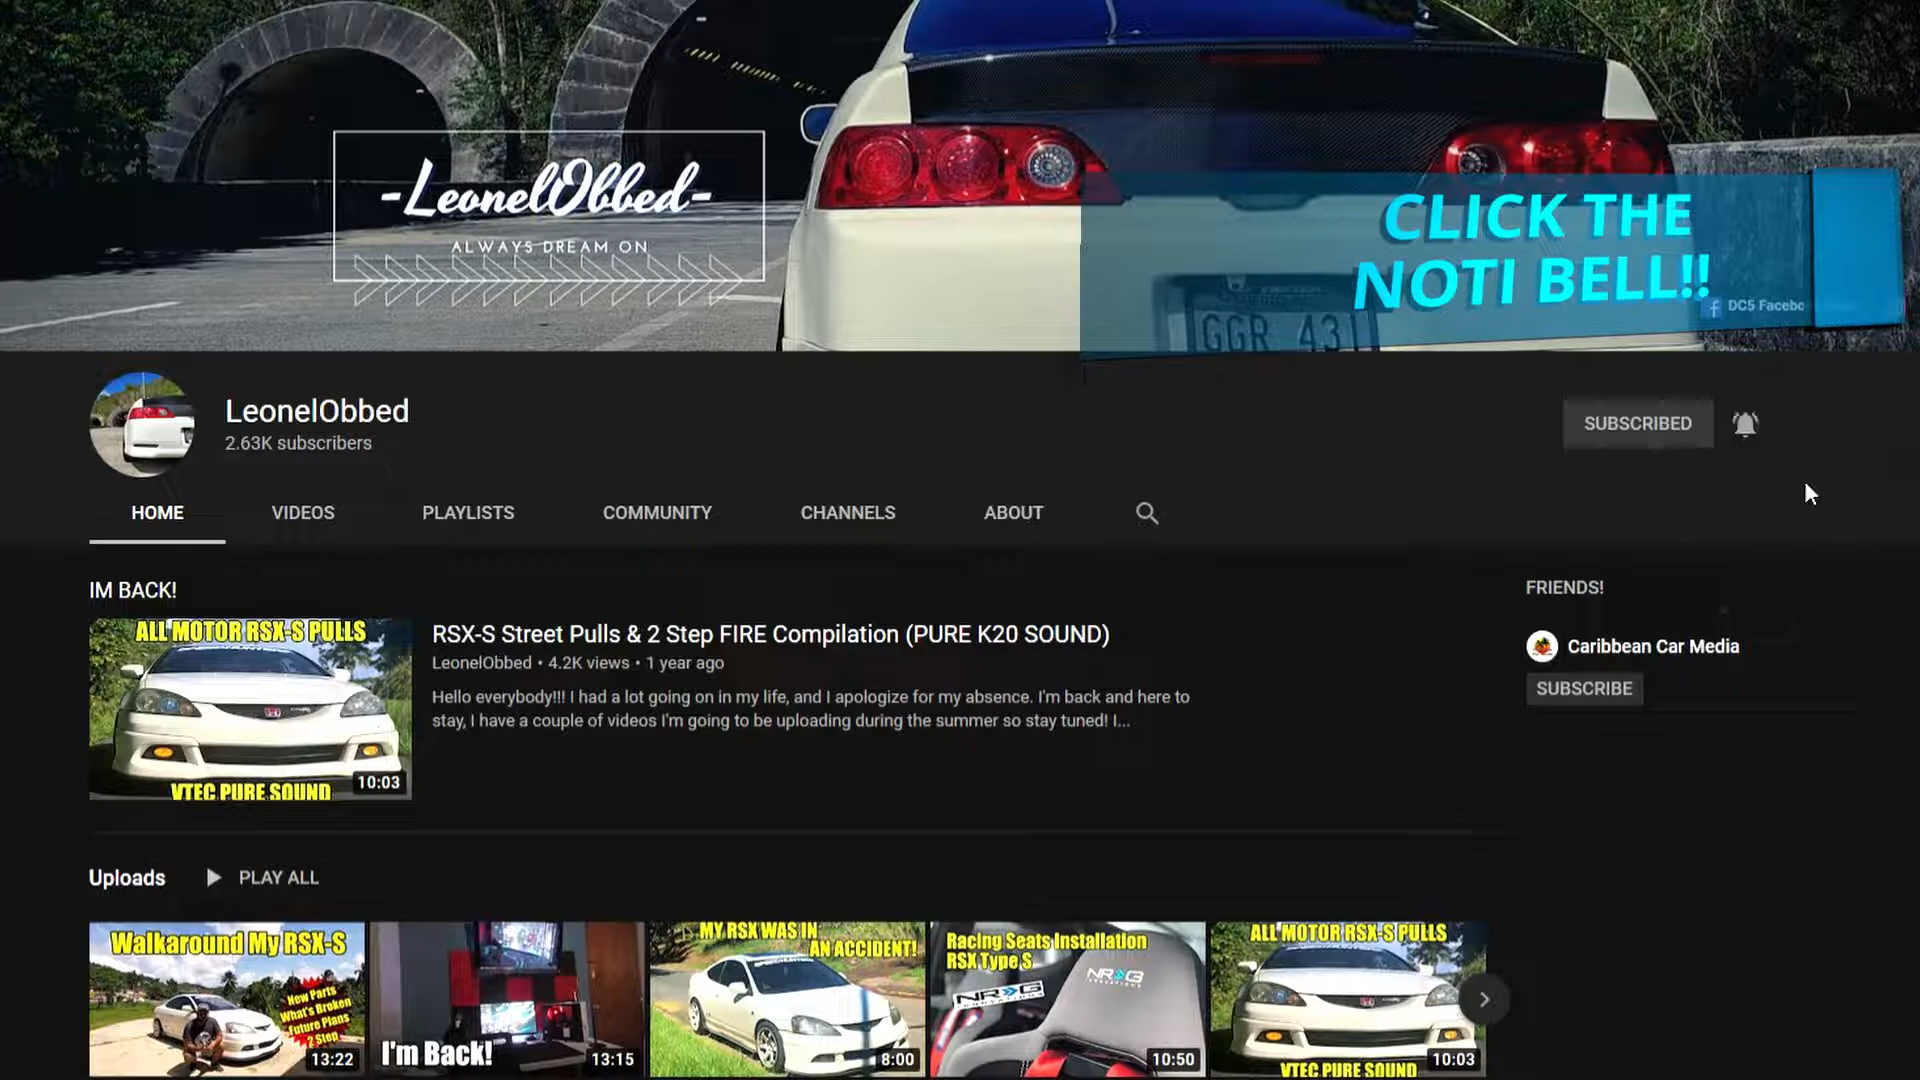 -LeonelObbed-
ALWAYS DREAM ON
CLICK THE
NOTI BELL!!
DC5 Facebo
GGR 431
LeonelObbed
2.63K subscribers
SUBSCRIBED
HOME
VIDEOS
PLAYLISTS
COMMUNITY
CHANNELS
ABOUT
IM BACK!
ALL MOTOR RSX-S PULLS
VTEC PURE SOUND
10:03
RSX-S Street Pulls & 2 Step FIRE Compilation (PURE K20 SOUND)
LeonelObbed • 4.2K views • 1 year ago
Hello everybody!!! I had a lot going on in my life, and I apologize for my absence. I'm back and here to
stay, I have a couple of videos I'm going to be uploading during the summer so stay tuned! I...
FRIENDS!
Caribbean Car Media
SUBSCRIBE
Uploads
PLAY ALL
Walkaround My RSX-S
New Parts
What's Broken
Future Plans
2 Step
13:22
I'm Back!
13:15
MY RSX WAS IN
AN ACCIDENT!
8:00
Racing Seats Installation
RSX Type S
NRG
NRG
10:50
ALL MOTOR RSX-S PULLS
VTEC PURE SOUND
10:03